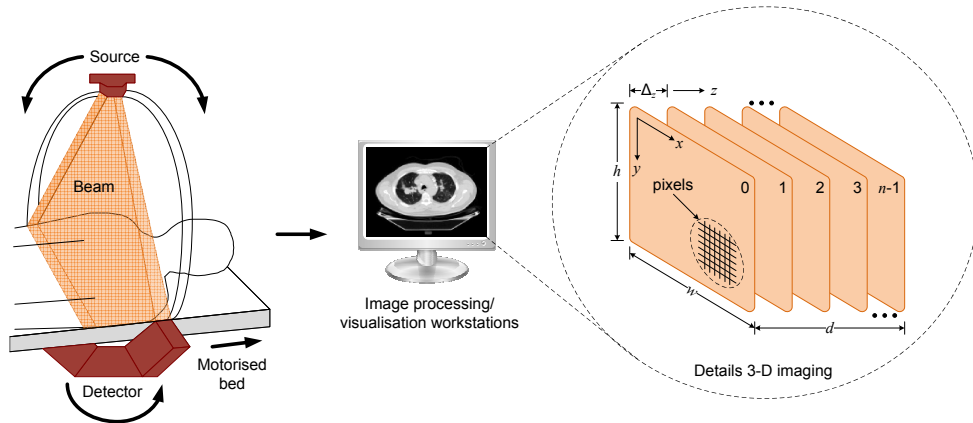 Source
Beam
Detector
Motorised
bed
Image processing/
visualisation workstations
Δz
z
x
y
h
pixels
0
1
2
3
n-1
w
d
Details 3-D imaging